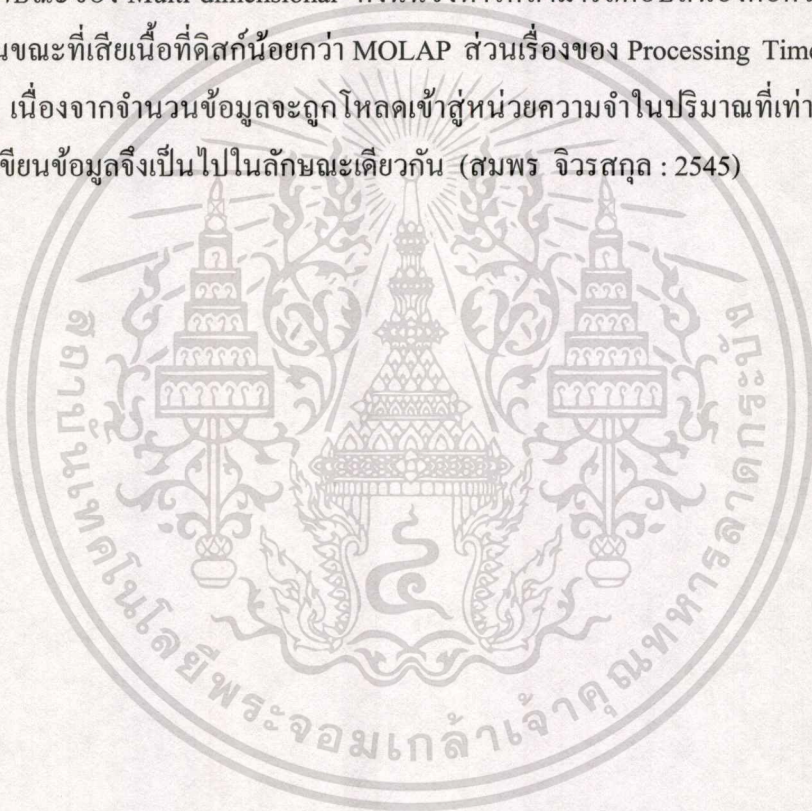 ของ Multi-dimensional
นขณะที่เสียเนื้อที่ดิสก์น้อยกว่า MOLAP ส่วนเรื่องของ Processing Time
เนื่องจากจำนวนข้อมูลจะถูกโหลดเข้าสู่หน่วยความจำในปริมาณที่เท่า
เขียนข้อมูลจึงเป็นไปในลักษณะเดียวกัน (สมพร จิวรสกุล : 2545)
สถาบันเทคโนโลยีพระจอมเกล้าเจ้าคุณทหารลาดกระบัง